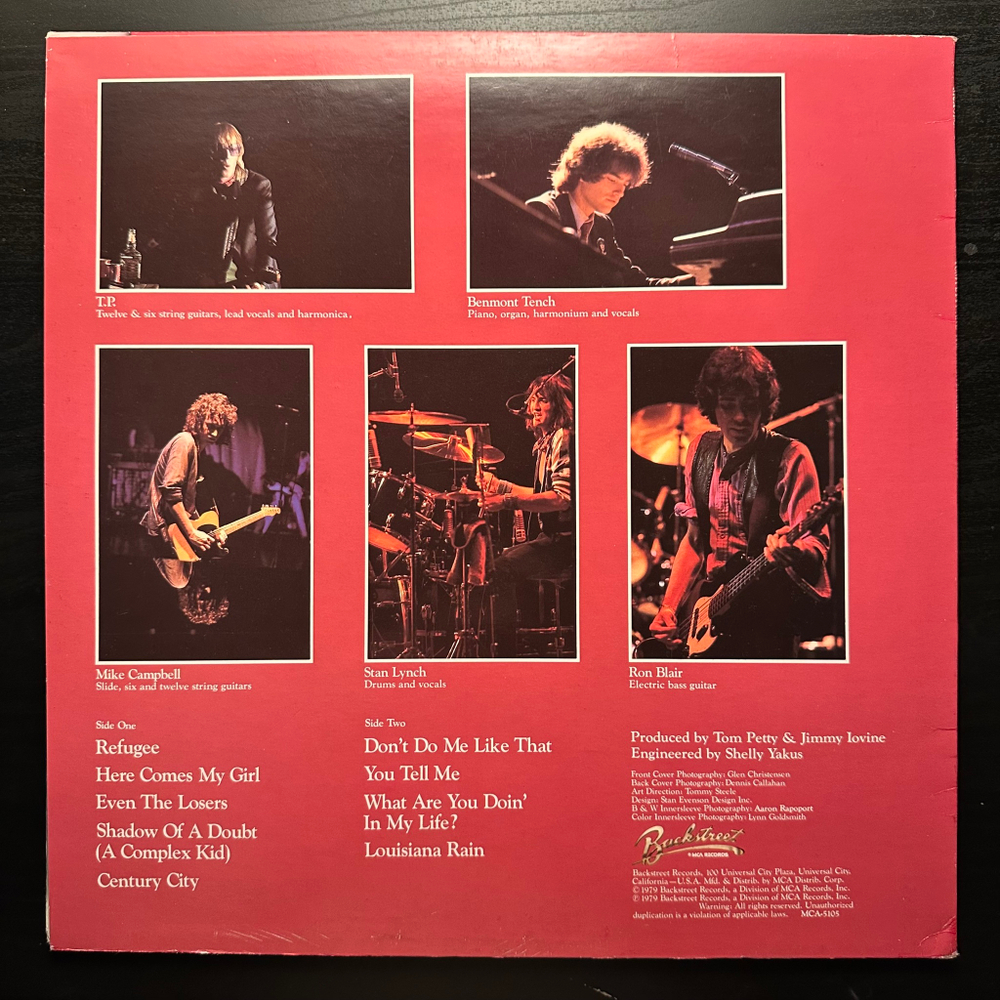 T.P.
Twelve & six string guitars, lead vocals and harmonica.
Benmont Tench
Piano, organ, harmonium and vocals
Mike Campbell
Slide, six and twelve string guitars
Stan Lynch
Drums and vocals
Ron Blair
Electric bass guitar
Side One
Refugee
Here Comes My Girl
Even The Losers
Shadow Of A Doubt
(A Complex Kid)
Century City
Side Two
Don't Do Me Like That
You Tell Me
What Are You Doin'
In My Life?
Louisiana Rain
Produced by Tom Petty & Jimmy Iovine
Engineered by Shelly Yakus
Front Cover Photography: Glen Christensen
Back Cover Photography: Dennis Callahan
Art Direction: Tommy Steele
Design: Stan Evenson Design Inc.
B & W Innersleeve Photography: Aaron Rapoport
Color Innersleeve Photography: Lynn Goldsmith
Backstreet
MCA RECORDS
Backstreet Records, 100 Universal City Plaza, Universal City,
California—U.S.A. Mfd. & Distrib. by MCA Distrib. Corp.
© 1979 Backstreet Records, a Division of MCA Records, Inc.
℗ 1979 Backstreet Records, a Division of MCA Records, Inc.
Warning: All rights reserved. Unauthorized
duplication is a violation of applicable laws. MCA-5105